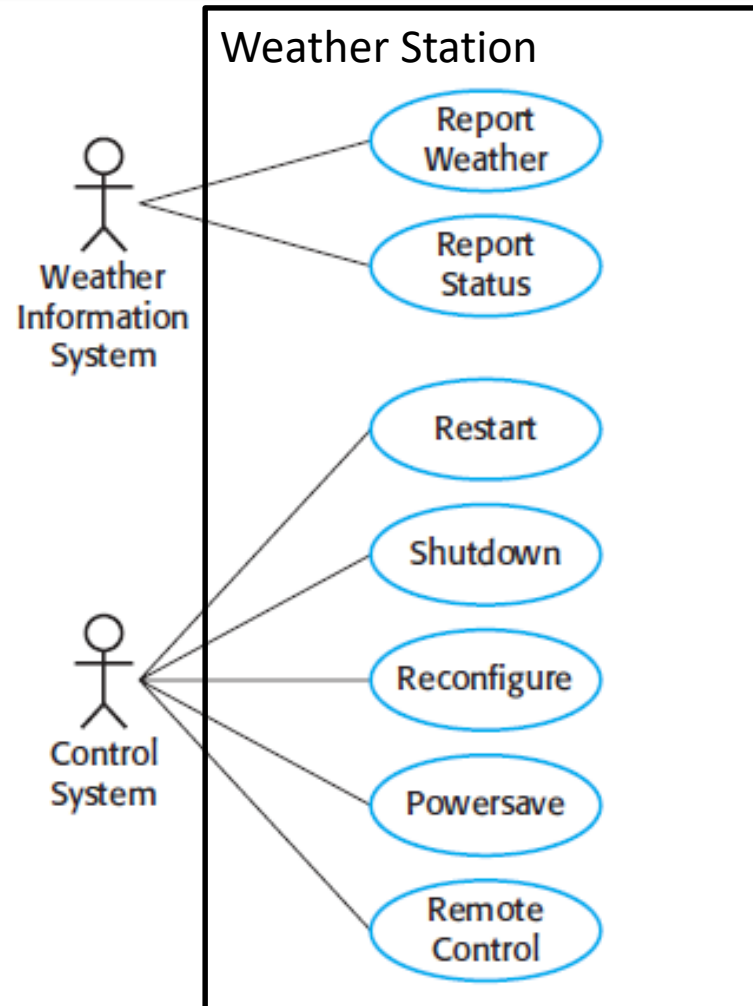 Weather Station
Report
Weather
Report
Status
Weather
Information
System
Restart
Shutdown
Reconfigure
Powersave
Remote
Control
Control
System